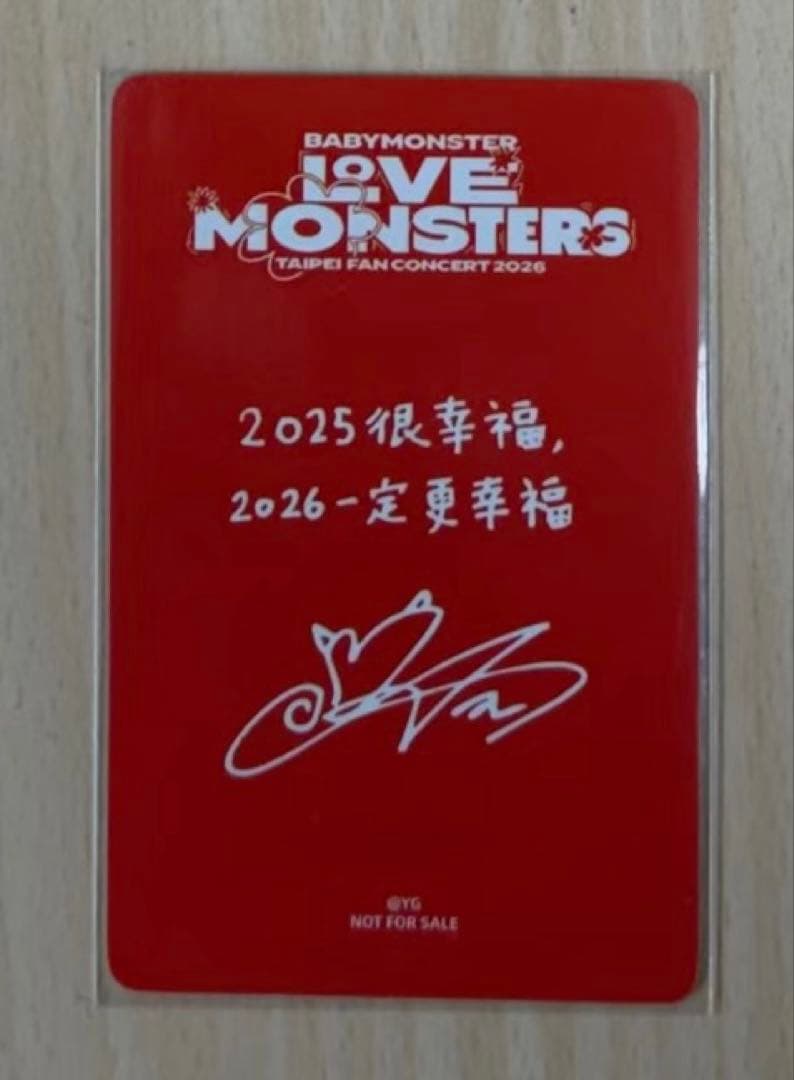 BABYMONSTER
LOVE
MONSTERS
TAIPEI FAN CONCERT 2026
2025很幸福,
2026一定更幸福
@YG
NOT FOR SALE